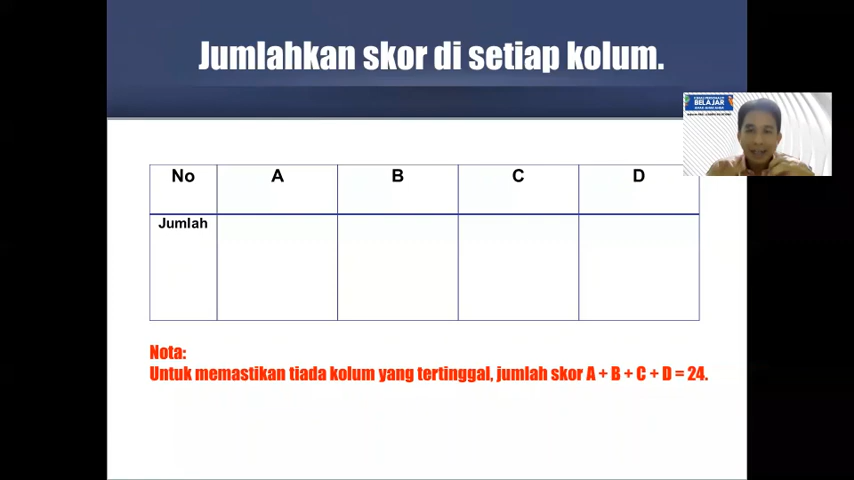 Jumlahkan skor di setiap kolum.
BELAJAR
No A B C D
Jumlah
Nota:
Untuk memastikan tiada kolum yang tertinggal, jumlah skor A + B + C + D = 24.